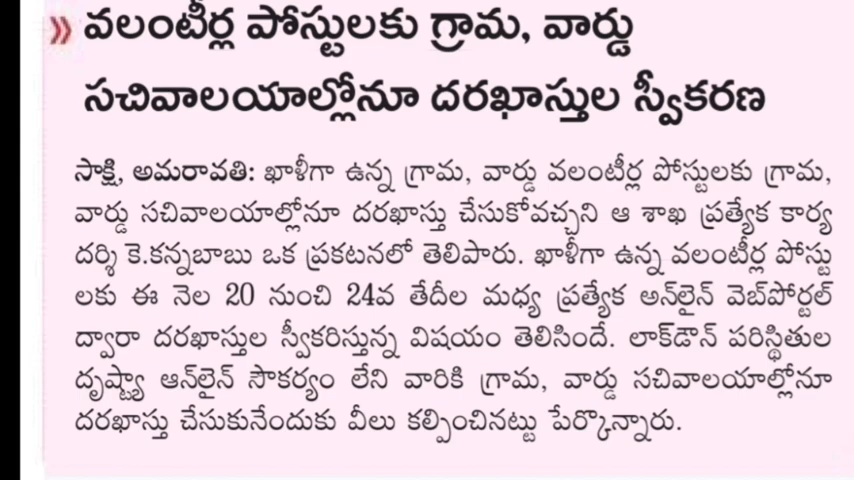 » వలంటీర్ల పోస్టులకు గ్రామ, వార్డు
సచివాలయాల్లోనూ దరఖాస్తుల స్వీకరణ
సాక్షి, అమరావతి: ఖాళీగా ఉన్న గ్రామ, వార్డు వలంటీర్ల పోస్టులకు గ్రామ,
వార్డు సచివాలయాల్లోనూ దరఖాస్తు చేసుకోవచ్చని ఆ శాఖ ప్రత్యేక కార్య
దర్శి కె.కన్నబాబు ఒక ప్రకటనలో తెలిపారు. ఖాళీగా ఉన్న వలంటీర్ల పోస్టు
లకు ఈ నెల 20 నుంచి 24వ తేదీల మధ్య ప్రత్యేక అన్‌లైన్ వెబ్‌పోర్టల్
ద్వారా దరఖాస్తుల స్వీకరిస్తున్న విషయం తెలిసిందే. లాక్‌డౌన్ పరిస్థితుల
దృష్ట్యా ఆన్‌లైన్ సౌకర్యం లేని వారికి గ్రామ, వార్డు సచివాలయాల్లోనూ
దరఖాస్తు చేసుకునేందుకు వీలు కల్పించినట్టు పేర్కొన్నారు.